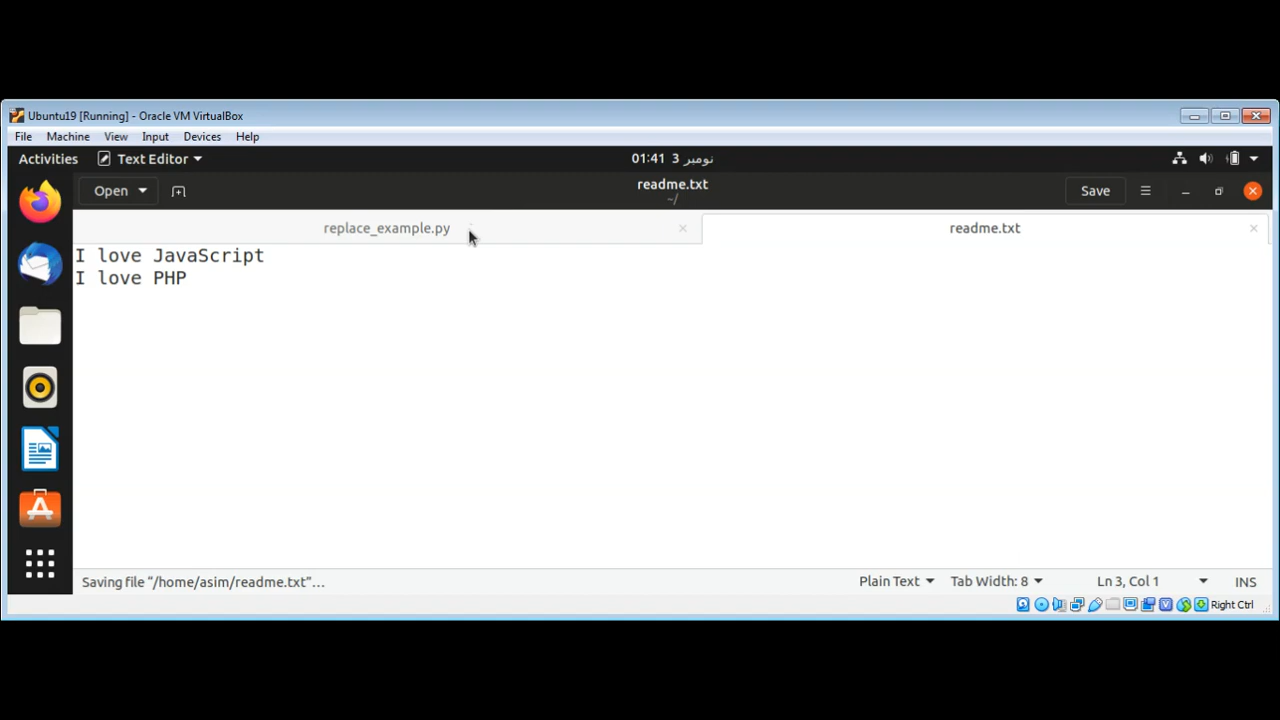 Ubuntu19 [Running] - Oracle VM VirtualBox
File Machine View Input Devices Help
Activities Text Editor 01:41 3 نومبر
Open readme.txt Save
~/
replace_example.py readme.txt
I love JavaScript
I love PHP
Saving file “/home/asim/readme.txt”… Plain Text Tab Width: 8 Ln 3, Col 1 INS
Right Ctrl